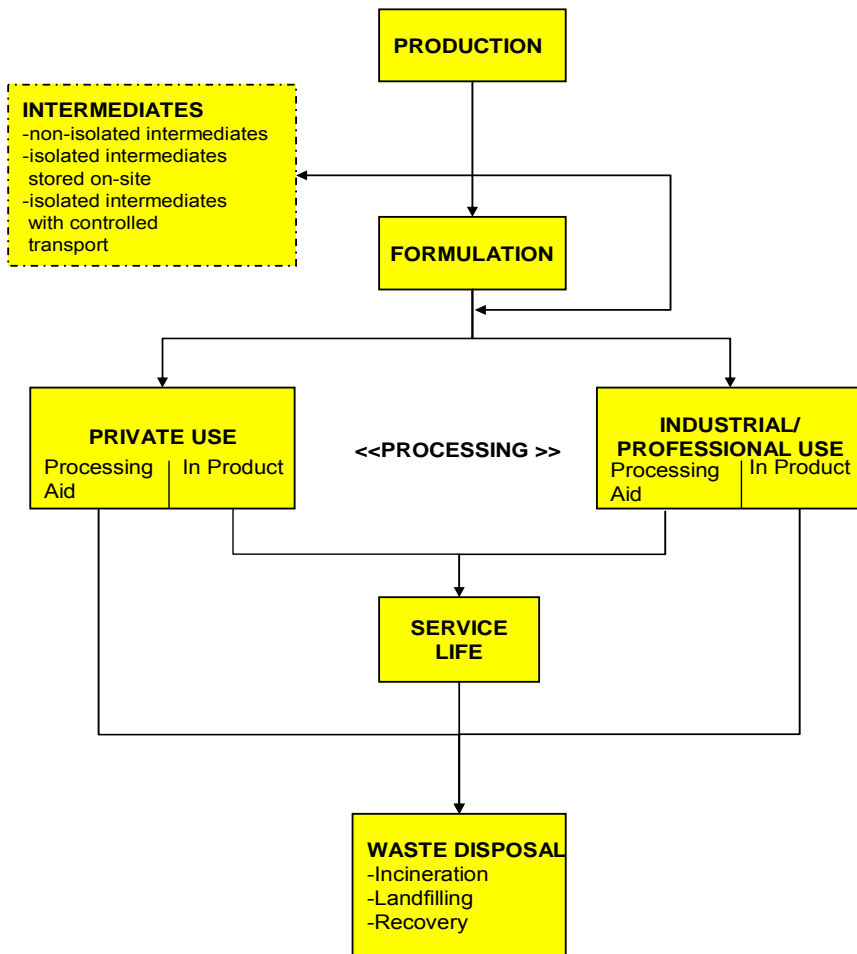 PRODUCTION
INTERMEDIATES
-non-isolated intermediates
-isolated intermediates
stored on-site
-isolated intermediates
with controlled
transport
FORMULATION
PRIVATE USE
Processing
Aid
In Product
<<PROCESSING >>
INDUSTRIAL/
PROFESSIONAL USE
Processing
Aid
In Product
SERVICE
LIFE
WASTE DISPOSAL
-Incineration
-Landfilling
-Recovery